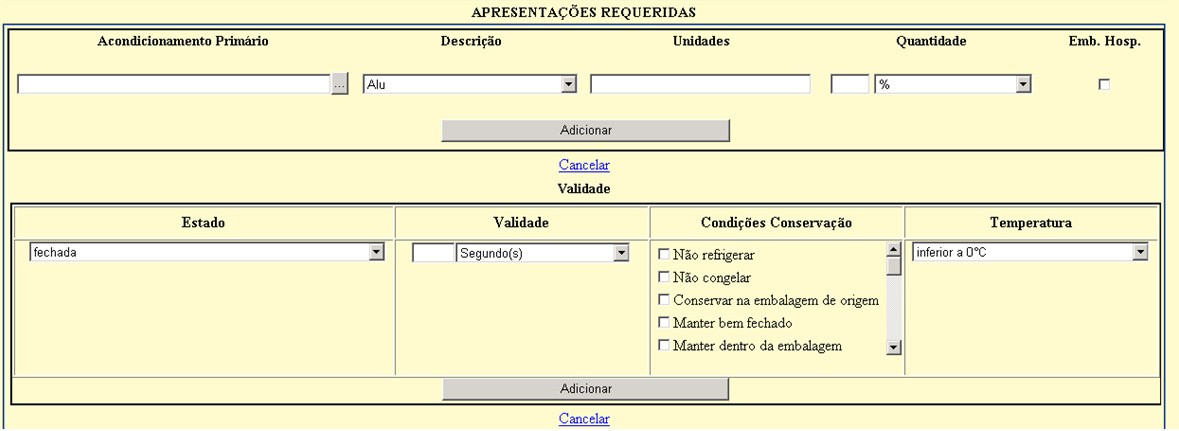 APRESENTAÇÕES REQUERIDAS
Acondicionamento Primário Descrição Unidades Quantidade Emb. Hosp.
... Alu %
Adicionar
Cancelar
Validade
Estado Validade Condições Conservação Temperatura
fechada Segundo(s) Não refrigerar inferior a 0°C
Não congelar
Conservar na embalagem de origem
Manter bem fechado
Manter dentro da embalagem
Adicionar
Cancelar